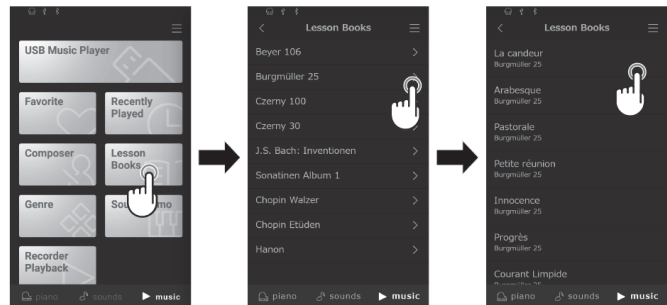 USB Music Player
Favorite
Recently
Played
Composer
Lesson
Books
Genre
Recorder
Playback
piano
sounds
music
Lesson Books
Beyer 106
Burgmüller 25
Czerny 100
Czerny 30
J.S. Bach: Inventionen
Sonatinen Album 1
Chopin Walzer
Chopin Etüden
Hanon
piano
sounds
music
Lesson Books
La candeur
Burgmüller 25
Arabesque
Burgmüller 25
Pastorale
Burgmüller 25
Petite réunion
Burgmüller 25
Innocence
Burgmüller 25
Progrès
Burgmüller 25
Courant Limpide
piano
sounds
music